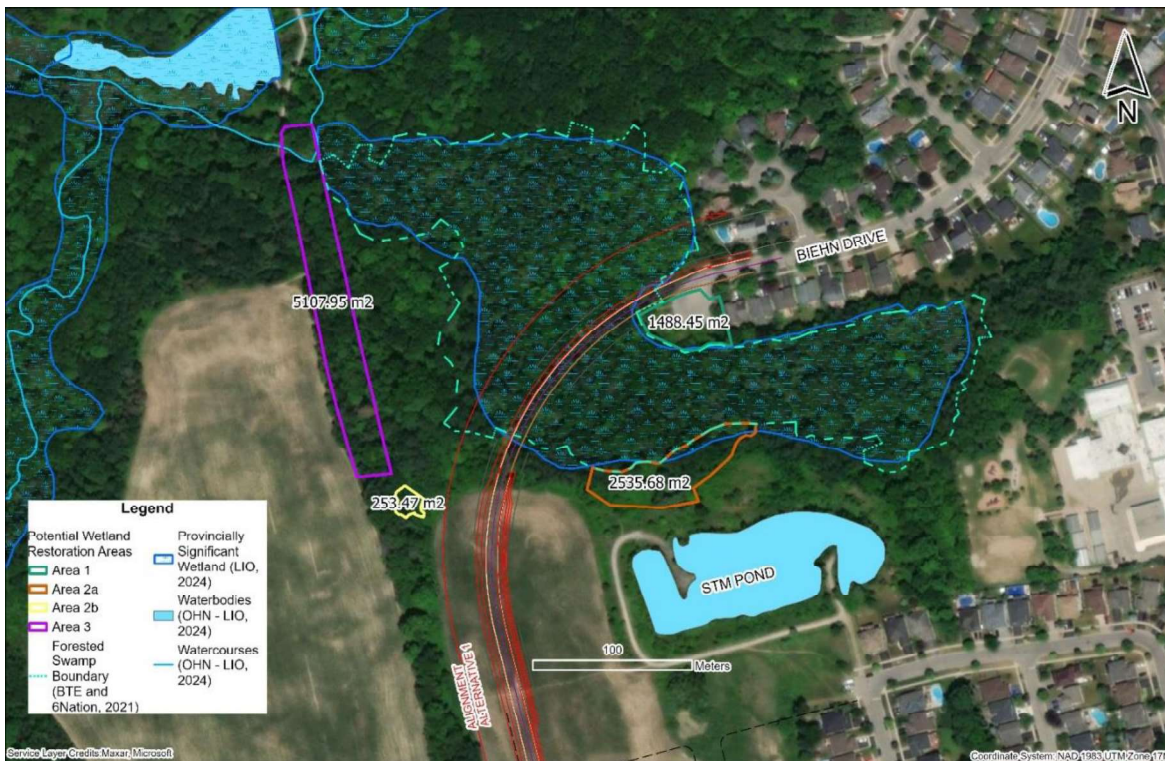 N
BIEHN DRIVE
5107.95 m2
1488.45 m2
2535.68 m2
253.47 m2
STM POND
100
Meters
ALIGNMENT
ALTERNATIVE 1
Legend
Potential Wetland
Restoration Areas
Area 1
Area 2a
Area 2b
Area 3
Forested
Swamp
Boundary
(BTE and
6Nation, 2021)
Provincially
Significant
Wetland (LIO,
2024)
Waterbodies
(OHN - LIO,
2024)
Watercourses
(OHN - LIO,
2024)
Service Layer Credits: Maxar, Microsoft
Coordinate System: NAD 1983 UTM Zone